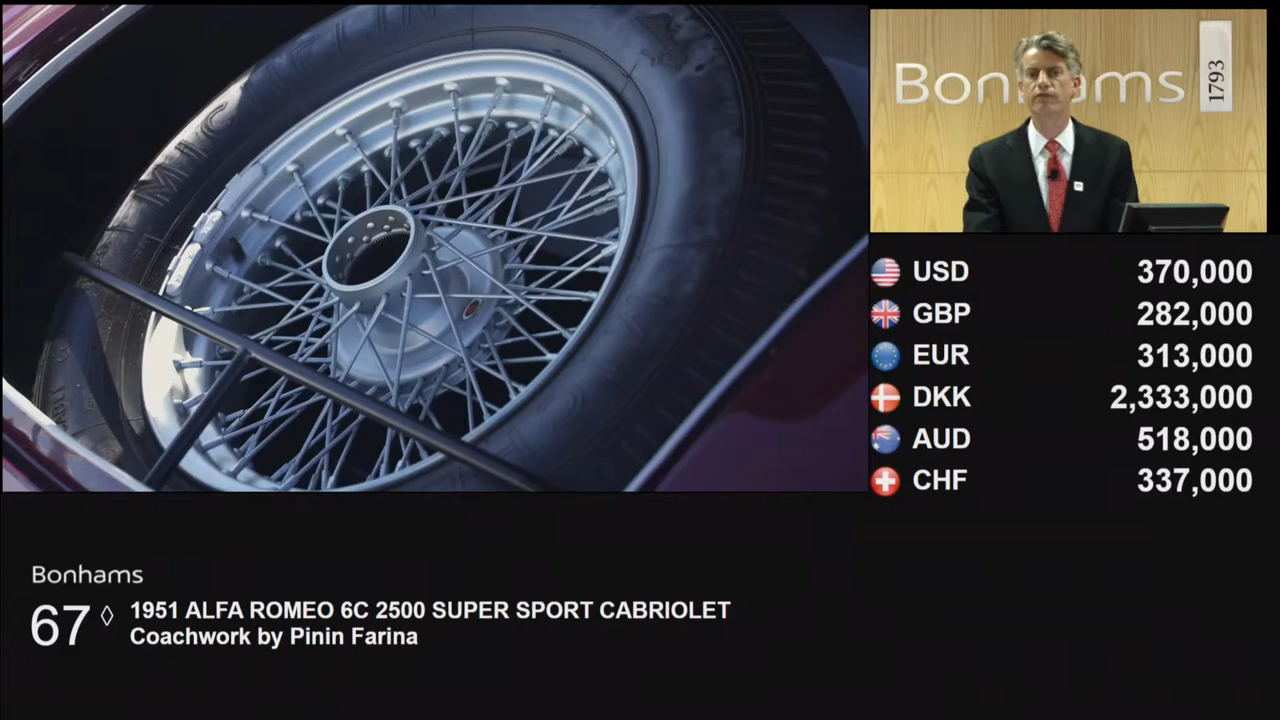 MICHELIN
Bonhams
1793
USD 370,000
GBP 282,000
EUR 313,000
DKK 2,333,000
AUD 518,000
CHF 337,000
Bonhams
67 ◊ 1951 ALFA ROMEO 6C 2500 SUPER SPORT CABRIOLET
Coachwork by Pinin Farina